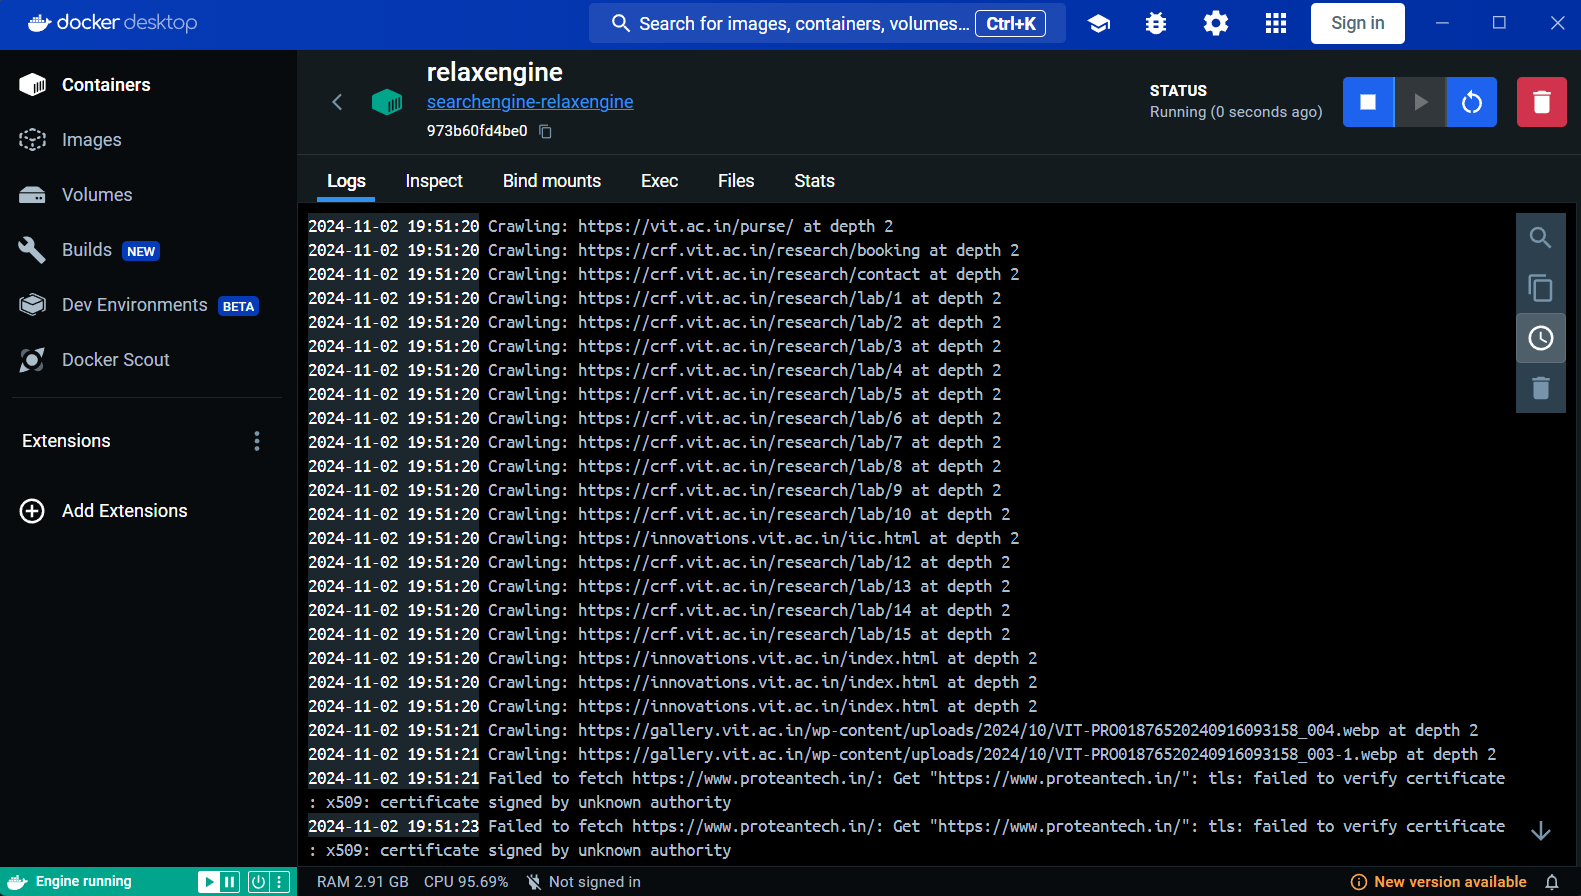 docker desktop
Search for images, containers, volumes... Ctrl+K
Sign in
Containers
Images
Volumes
Builds NEW
Dev Environments BETA
Docker Scout
Extensions
Add Extensions
relaxengine
searchengine-relaxengine
973b60fd4be0
STATUS
Running (0 seconds ago)
Logs Inspect Bind mounts Exec Files Stats
2024-11-02 19:51:20 Crawling: https://vit.ac.in/purse/ at depth 2
2024-11-02 19:51:20 Crawling: https://crf.vit.ac.in/research/booking at depth 2
2024-11-02 19:51:20 Crawling: https://crf.vit.ac.in/research/contact at depth 2
2024-11-02 19:51:20 Crawling: https://crf.vit.ac.in/research/lab/1 at depth 2
2024-11-02 19:51:20 Crawling: https://crf.vit.ac.in/research/lab/2 at depth 2
2024-11-02 19:51:20 Crawling: https://crf.vit.ac.in/research/lab/3 at depth 2
2024-11-02 19:51:20 Crawling: https://crf.vit.ac.in/research/lab/4 at depth 2
2024-11-02 19:51:20 Crawling: https://crf.vit.ac.in/research/lab/5 at depth 2
2024-11-02 19:51:20 Crawling: https://crf.vit.ac.in/research/lab/6 at depth 2
2024-11-02 19:51:20 Crawling: https://crf.vit.ac.in/research/lab/7 at depth 2
2024-11-02 19:51:20 Crawling: https://crf.vit.ac.in/research/lab/8 at depth 2
2024-11-02 19:51:20 Crawling: https://crf.vit.ac.in/research/lab/9 at depth 2
2024-11-02 19:51:20 Crawling: https://crf.vit.ac.in/research/lab/10 at depth 2
2024-11-02 19:51:20 Crawling: https://innovations.vit.ac.in/iic.html at depth 2
2024-11-02 19:51:20 Crawling: https://crf.vit.ac.in/research/lab/12 at depth 2
2024-11-02 19:51:20 Crawling: https://crf.vit.ac.in/research/lab/13 at depth 2
2024-11-02 19:51:20 Crawling: https://crf.vit.ac.in/research/lab/14 at depth 2
2024-11-02 19:51:20 Crawling: https://crf.vit.ac.in/research/lab/15 at depth 2
2024-11-02 19:51:20 Crawling: https://innovations.vit.ac.in/index.html at depth 2
2024-11-02 19:51:20 Crawling: https://innovations.vit.ac.in/index.html at depth 2
2024-11-02 19:51:20 Crawling: https://innovations.vit.ac.in/index.html at depth 2
2024-11-02 19:51:21 Crawling: https://gallery.vit.ac.in/wp-content/uploads/2024/10/VIT-PRO01876520240916093158_004.webp at depth 2
2024-11-02 19:51:21 Crawling: https://gallery.vit.ac.in/wp-content/uploads/2024/10/VIT-PRO01876520240916093158_003-1.webp at depth 2
2024-11-02 19:51:21 Failed to fetch https://www.proteantech.in/: Get "https://www.proteantech.in/": tls: failed to verify certificate
: x509: certificate signed by unknown authority
2024-11-02 19:51:23 Failed to fetch https://www.proteantech.in/: Get "https://www.proteantech.in/": tls: failed to verify certificate
: x509: certificate signed by unknown authority
Engine running
RAM 2.91 GB CPU 95.69% Not signed in
New version available